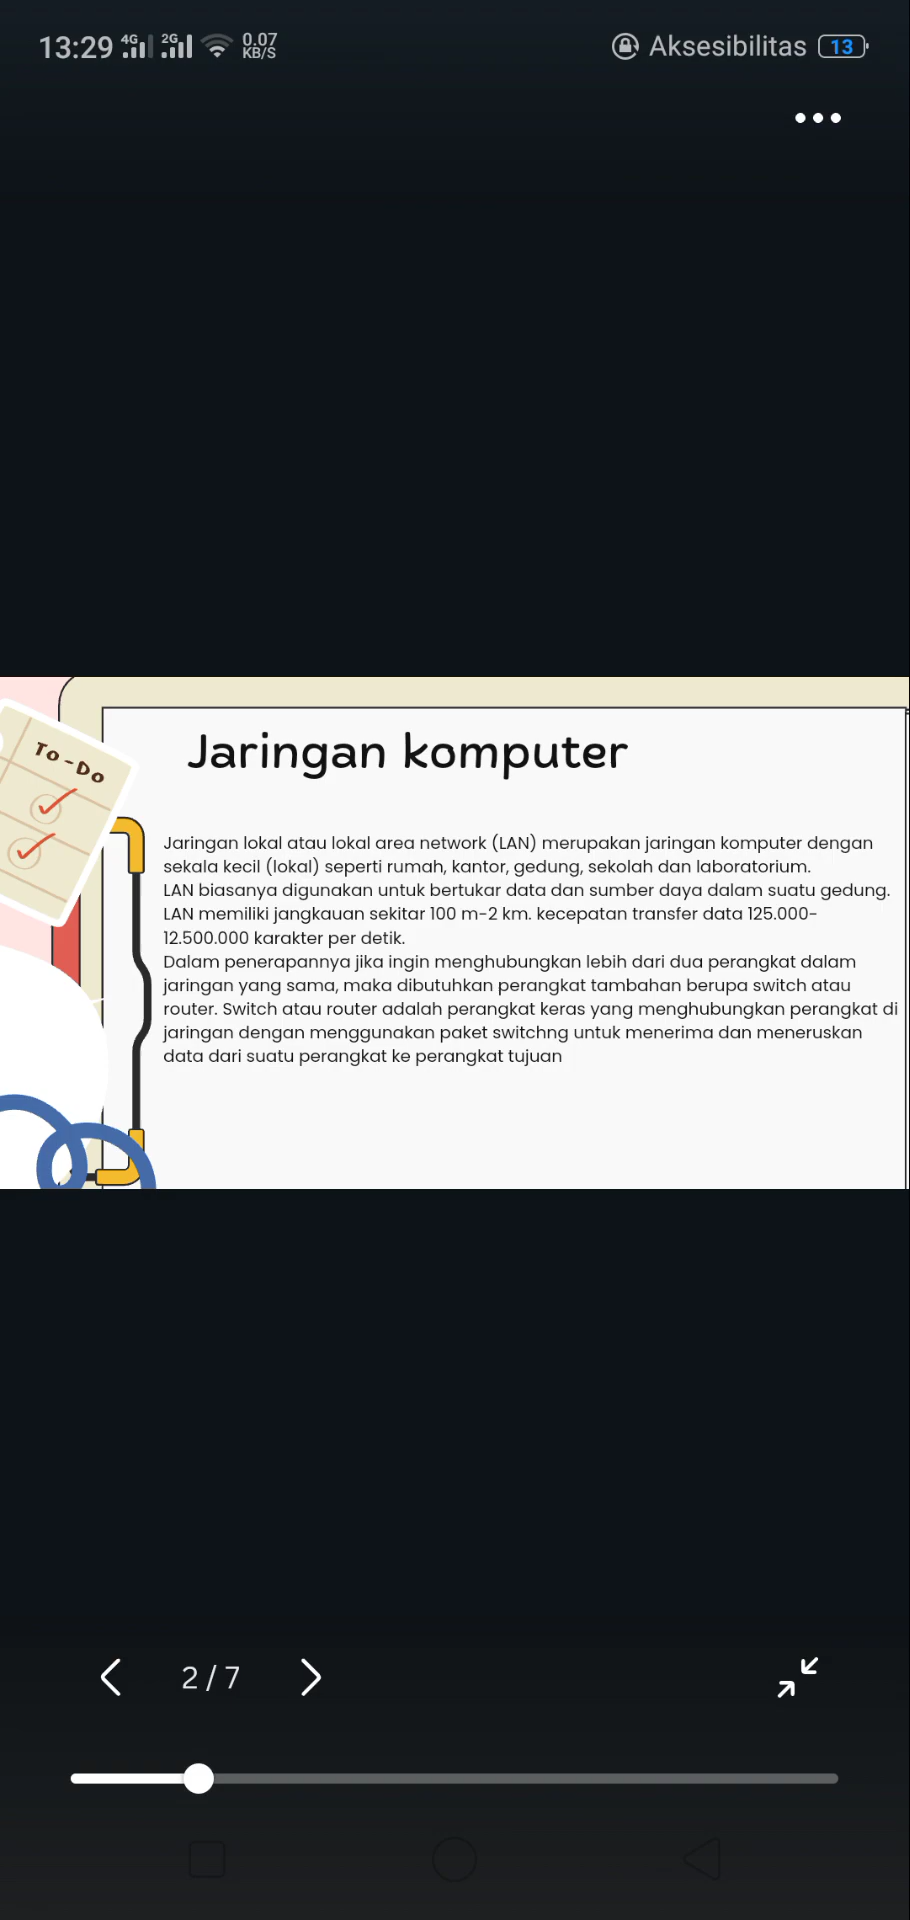 13:29 4G 2G 0.07 KB/S Aksesibilitas 13
To-Do
Jaringan komputer
Jaringan lokal atau lokal area network (LAN) merupakan jaringan komputer dengan
sekala kecil (lokal) seperti rumah, kantor, gedung, sekolah dan laboratorium.
LAN biasanya digunakan untuk bertukar data dan sumber daya dalam suatu gedung.
LAN memiliki jangkauan sekitar 100 m-2 km. kecepatan transfer data 125.000-
12.500.000 karakter per detik.
Dalam penerapannya jika ingin menghubungkan lebih dari dua perangkat dalam
jaringan yang sama, maka dibutuhkan perangkat tambahan berupa switch atau
router. Switch atau router adalah perangkat keras yang menghubungkan perangkat di
jaringan dengan menggunakan paket switchng untuk menerima dan meneruskan
data dari suatu perangkat ke perangkat tujuan
2 / 7